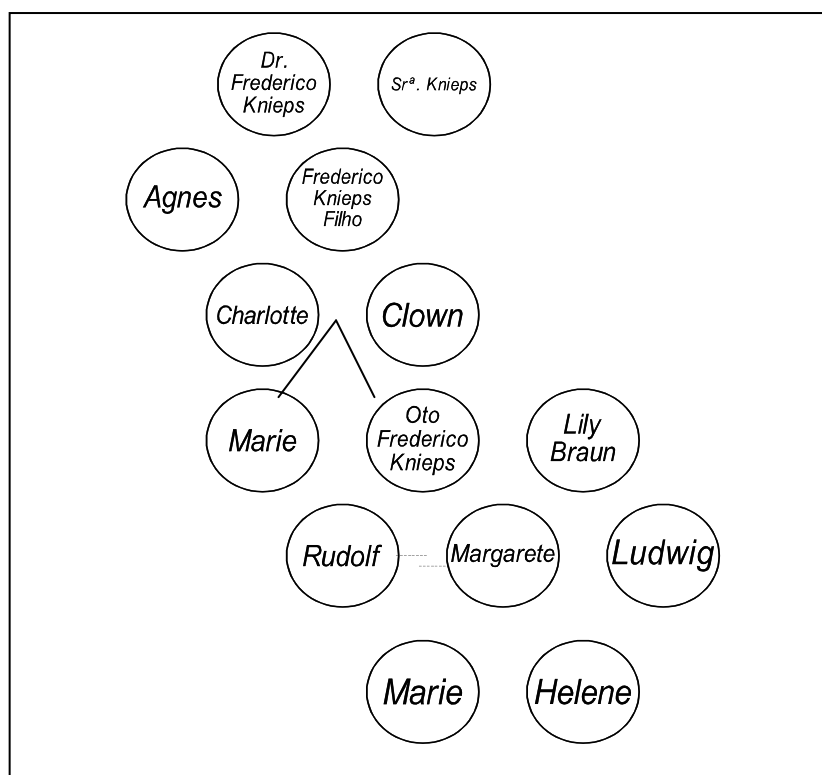 Dr.
Frederico
Knieps
Srª. Knieps
Agnes
Frederico
Knieps
Filho
Charlotte
Clown
Marie
Oto
Frederico
Knieps
Lily
Braun
Rudolf
Margarete
Ludwig
Marie
Helene